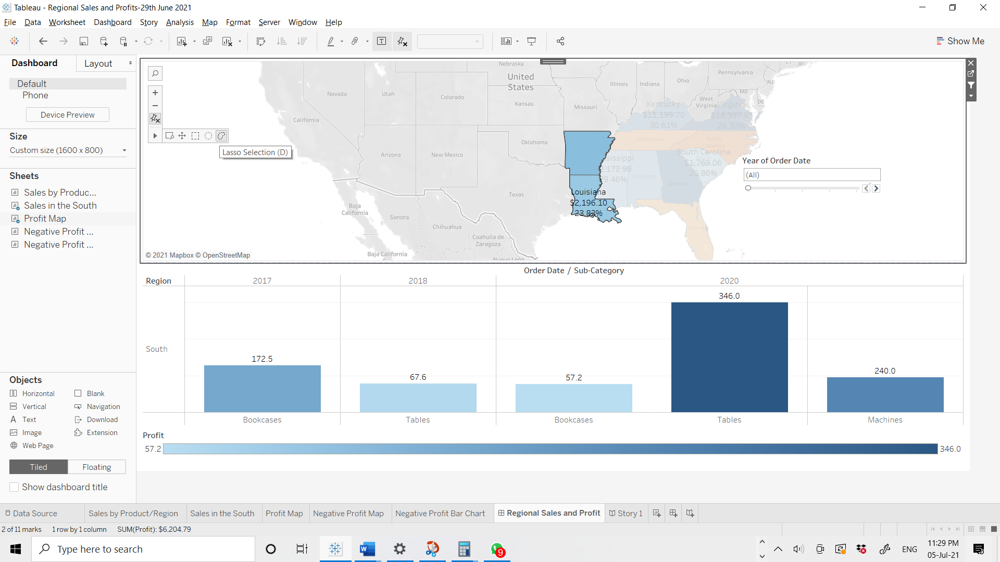 Tableau - Regional Sales and Profits-29th June 2021
File Data Worksheet Dashboard Story Analysis Map Format Server Window Help
Show Me
Dashboard Layout
Default
Phone
Device Preview
Size
Custom size (1600 x 800)
Sheets
Sales by Produc...
Sales in the South
Profit Map
Negative Profit ...
Negative Profit ...
Objects
Horizontal Blank
Vertical Navigation
Text Download
Image Extension
Web Page
Tiled Floating
Show dashboard title
Lasso Selection (D)
Nebraska
United
States
Nevada
Utah
Colorado
Kansas
Missouri
Illinois
Indiana
Ohio
Pennsylvania
CT RI
NJ
MD
DE
West
Virginia
California
Kentucky
$11,199.70
30.61%
Virginia
$18,597.95
26.33%
Oklahoma
Tennessee
North
Carolina
Arizona
New Mexico
South Carolina
$1,769.06
20.86%
sissippi
172.98
9.46%
Alabama
Georgia
Louisiana
$2,196.10
23.83%
Texas
Florida
Baja
California
Sonora
Chihuahua
Coahuila de
Zaragoza
Baja California
Nuevo León
© 2021 Mapbox © OpenStreetMap
Year of Order Date
(All)
Order Date / Sub-Category
Region 2017 2018 2020
South
172.5
67.6
57.2
346.0
240.0
Bookcases Tables Bookcases Tables Machines
Profit
57.2 346.0
Data Source Sales by Product/Region Sales in the South Profit Map Negative Profit Map Negative Profit Bar Chart Regional Sales and Profit Story 1
2 of 11 marks 1 row by 1 column SUM(Profit): $6,204.79
Type here to search
W
9
ENG
11:29 PM
05-Jul-21